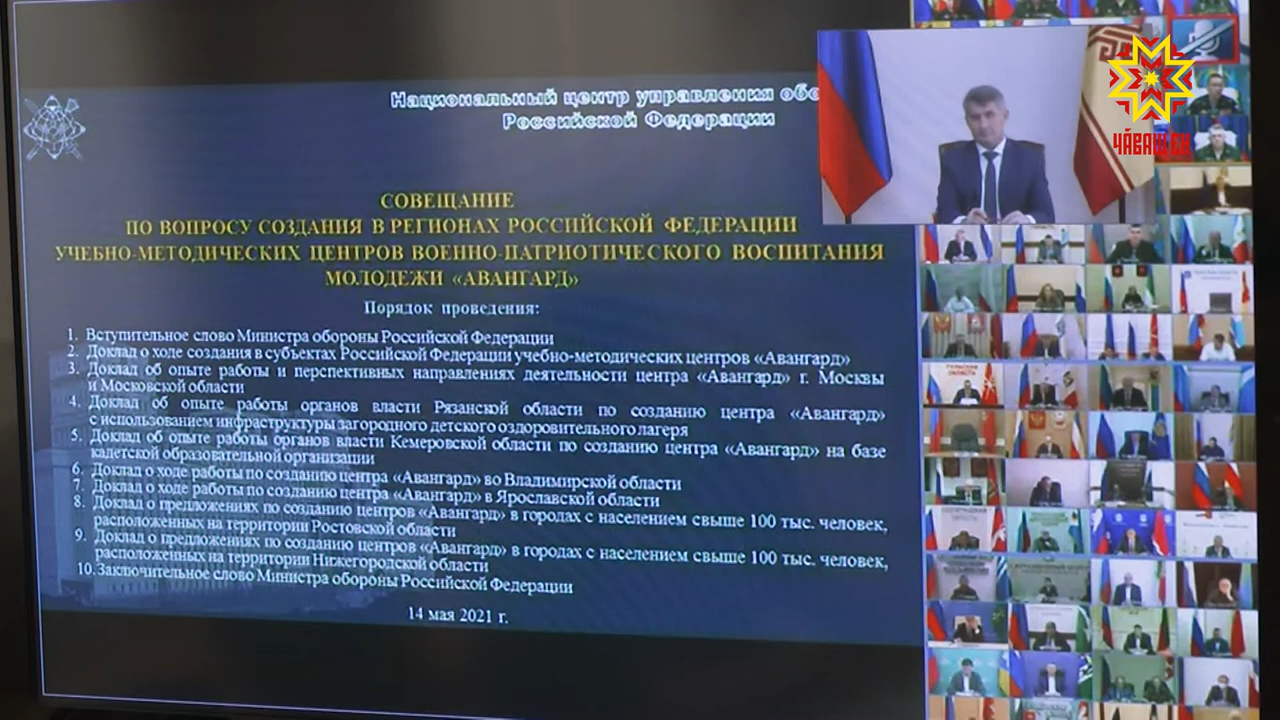 Национальный центр управления обо
Российской Федерации
ЧӐВАШ ЕН
СОВЕЩАНИЕ
ПО ВОПРОСУ СОЗДАНИЯ В РЕГИОНАХ РОССИЙСКОЙ ФЕДЕРАЦИИ
УЧЕБНО-МЕТОДИЧЕСКИХ ЦЕНТРОВ ВОЕННО-ПАТРИОТИЧЕСКОГО ВОСПИТАНИЯ
МОЛОДЕЖИ «АВАНГАРД»
Порядок проведения:
1. Вступительное слово Министра обороны Российской Федерации
2. Доклад о ходе создания в субъектах Российской Федерации учебно-методических центров «Авангард»
3. Доклад об опыте работы и перспективных направлениях деятельности центра «Авангард» г. Москвы
и Московской области
4. Доклад об опыте работы органов власти Рязанской области по созданию центра «Авангард»
с использованием инфраструктуры загородного детского оздоровительного лагеря
5. Доклад об опыте работы органов власти Кемеровской области по созданию центра «Авангард» на базе
кадетской образовательной организации
6. Доклад о ходе работы по созданию центра «Авангард» во Владимирской области
7. Доклад о ходе работы по созданию центра «Авангард» в Ярославской области
8. Доклад о предложениях по созданию центров «Авангард» в городах с населением свыше 100 тыс. человек,
расположенных на территории Ростовской области
9. Доклад о предложениях по созданию центров «Авангард» в городах с населением свыше 100 тыс. человек,
расположенных на территории Нижегородской области
10. Заключительное слово Министра обороны Российской Федерации
14 мая 2021 г.